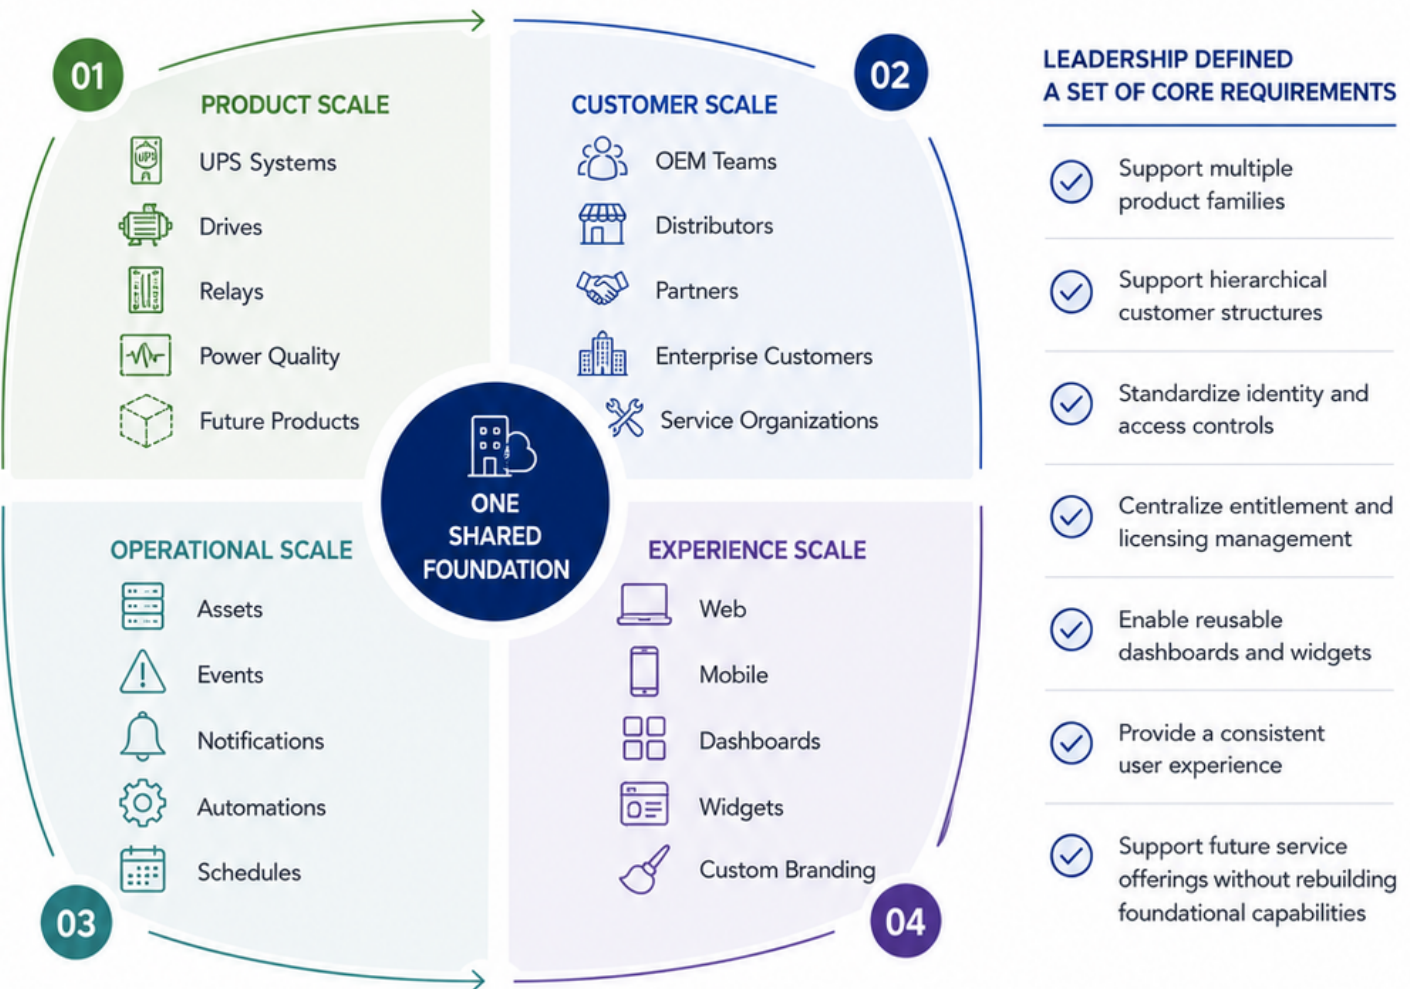 01
PRODUCT SCALE
UPS
UPS Systems
Drives
Relays
Power Quality
Future Products
02
CUSTOMER SCALE
OEM Teams
Distributors
Partners
Enterprise Customers
Service Organizations
ONE
SHARED
FOUNDATION
OPERATIONAL SCALE
Assets
Events
Notifications
Automations
Schedules
03
EXPERIENCE SCALE
Web
Mobile
Dashboards
Widgets
Custom Branding
04
LEADERSHIP DEFINED
A SET OF CORE REQUIREMENTS
Support multiple
product families
Support hierarchical
customer structures
Standardize identity and
access controls
Centralize entitlement and
licensing management
Enable reusable
dashboards and widgets
Provide a consistent
user experience
Support future service
offerings without rebuilding
foundational capabilities